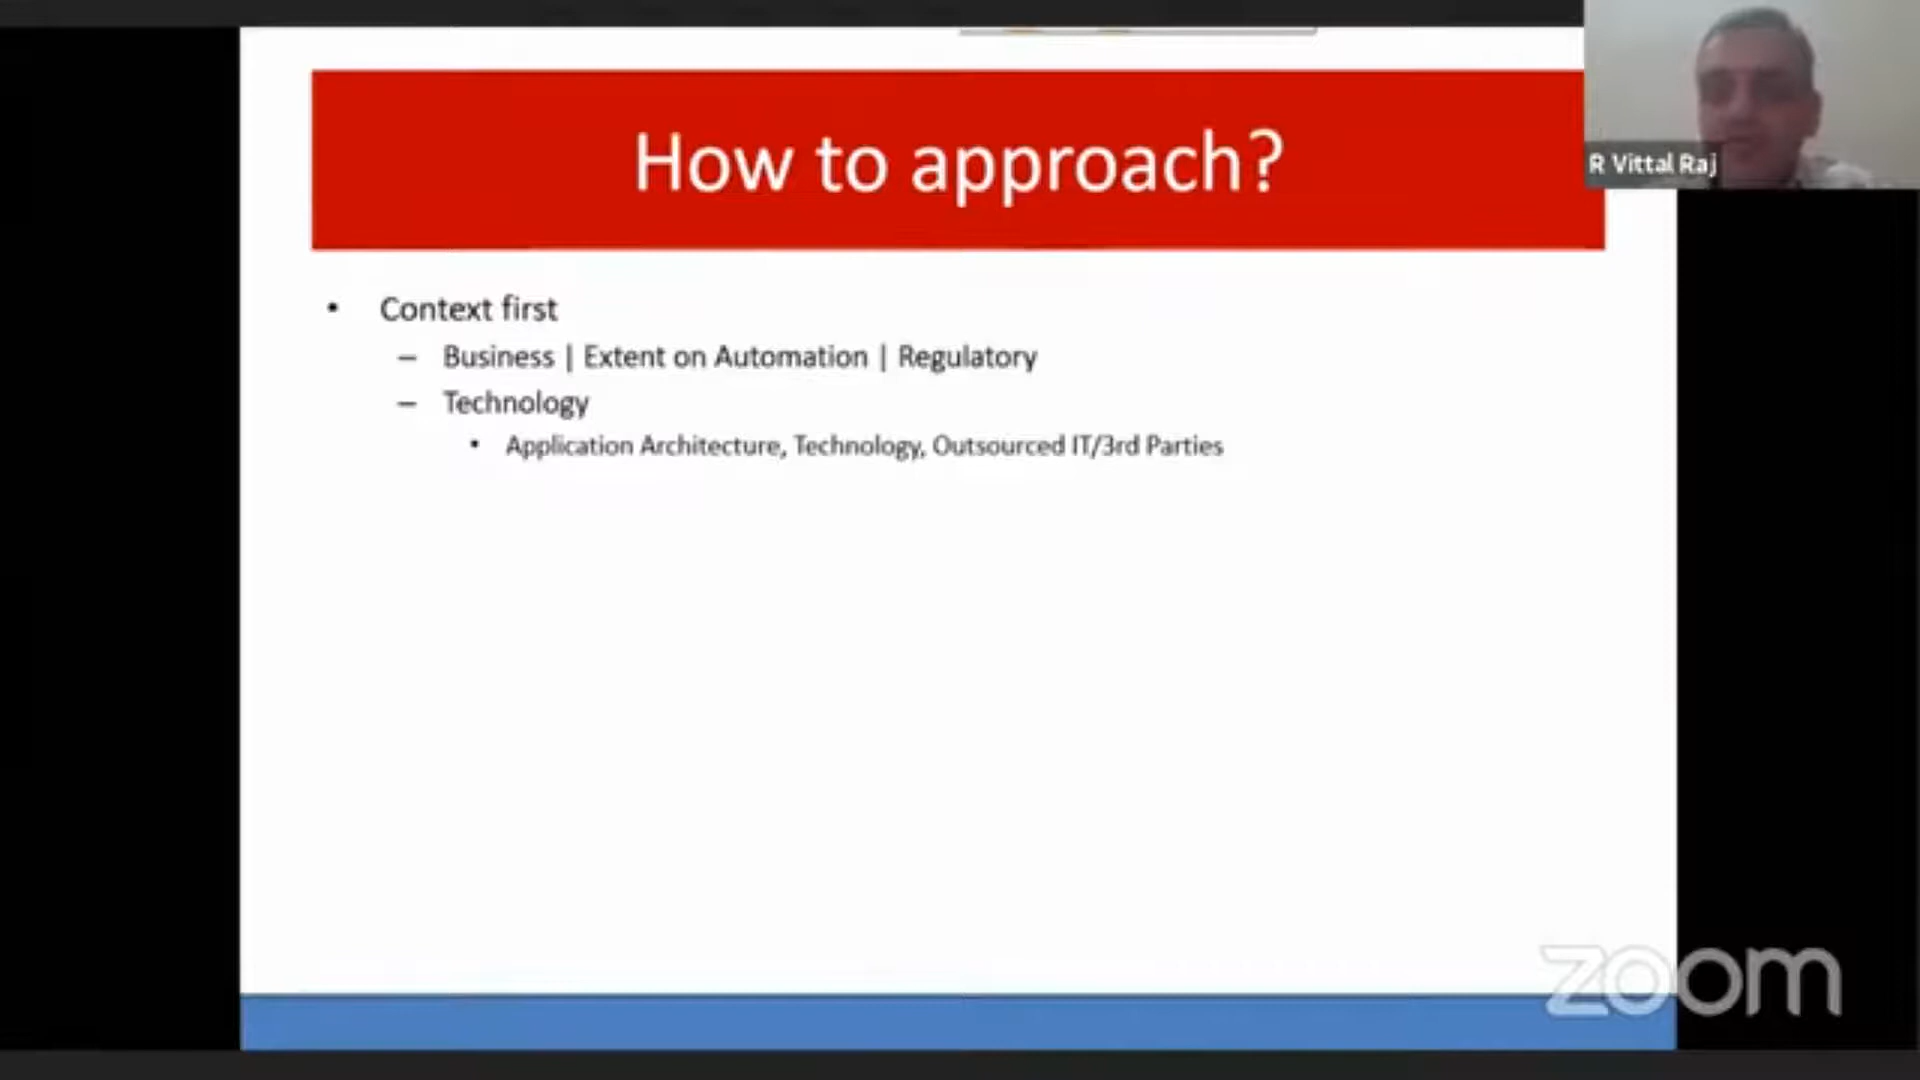 How to approach?
R Vittal Raj
• Context first
– Business | Extent on Automation | Regulatory
– Technology
• Application Architecture, Technology, Outsourced IT/3rd Parties
zoom